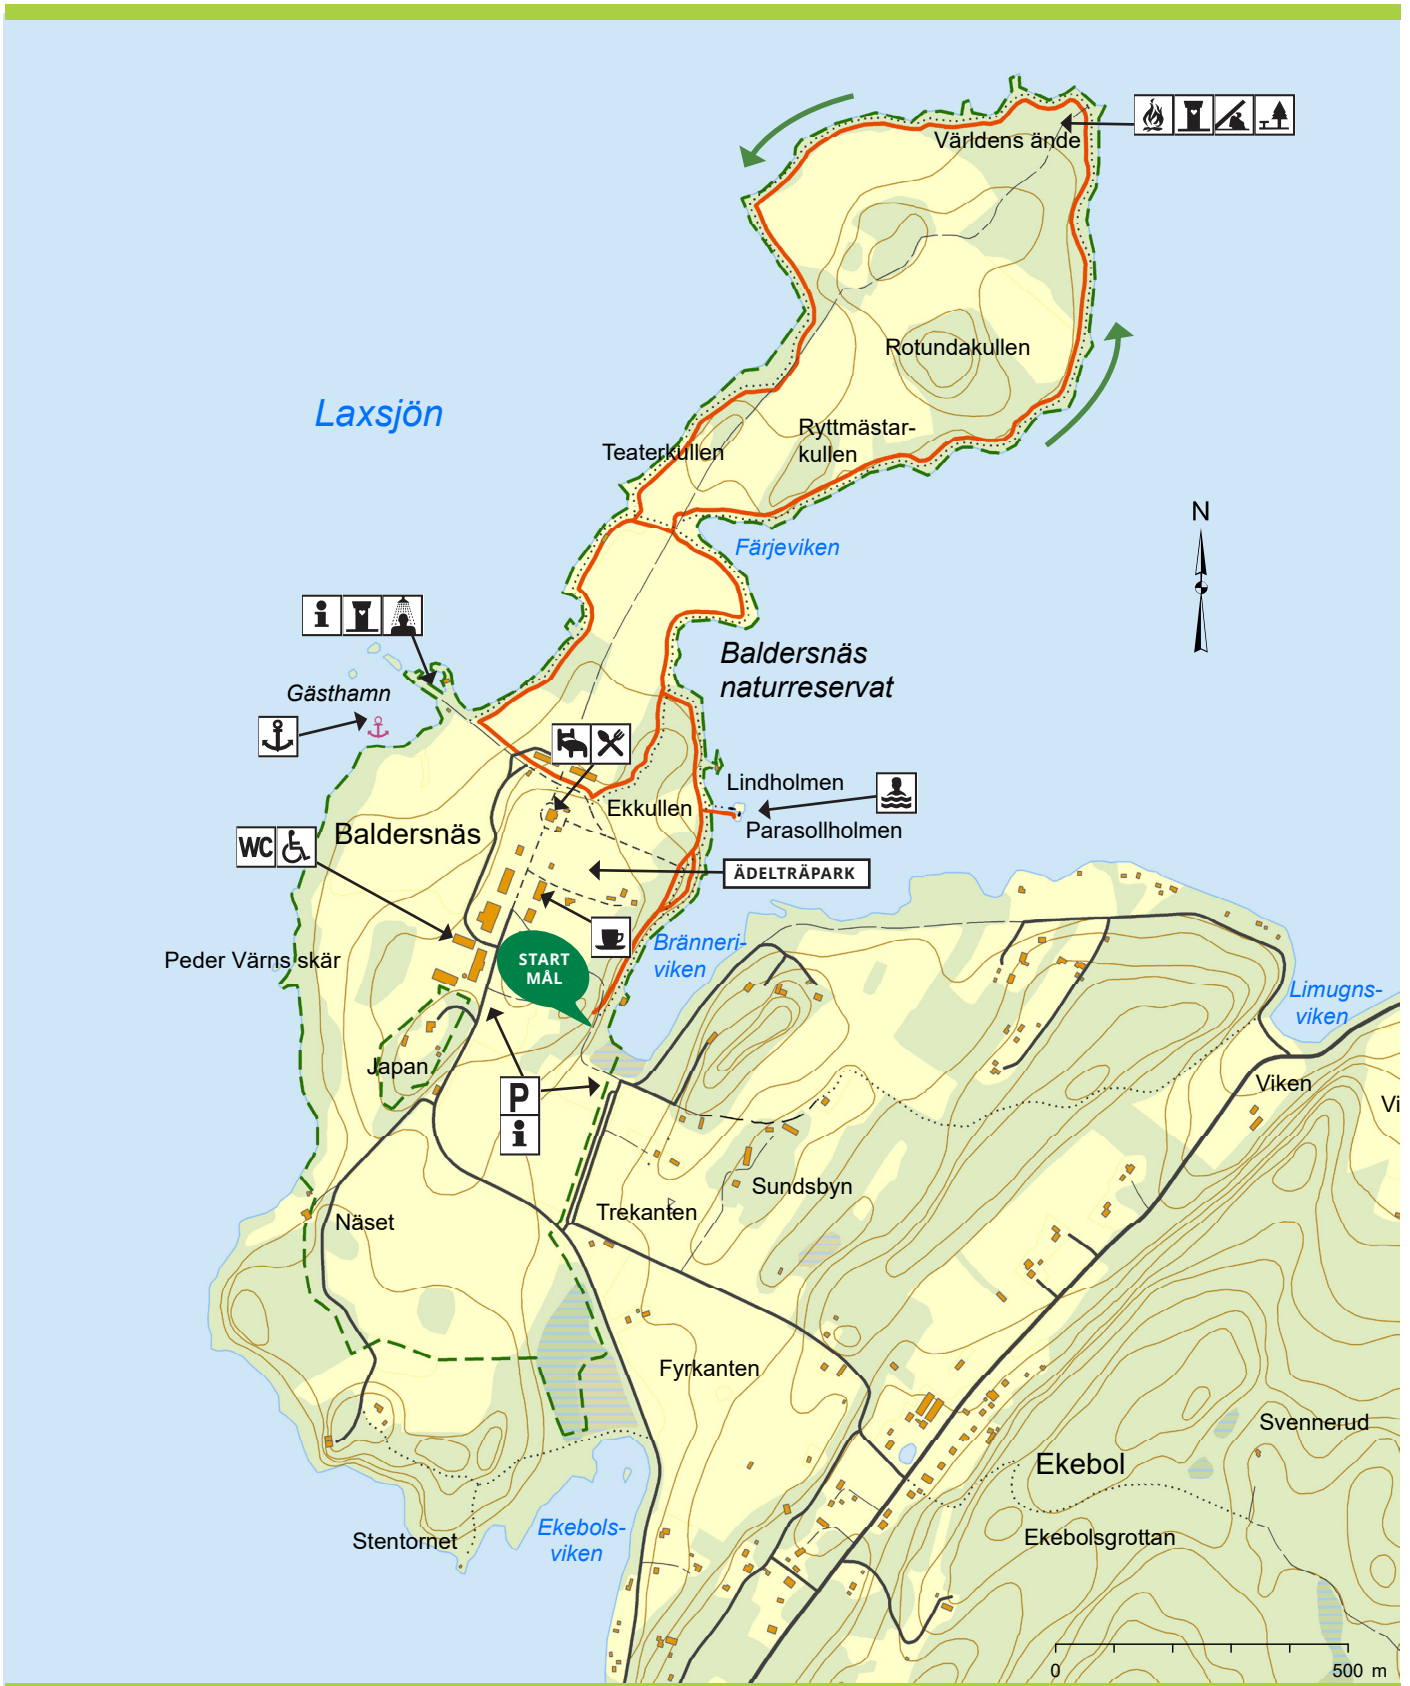 Världens ände
Rotundakullen
Laxsjön
Ryttmästar-
kullen
Teaterkullen
N
Färjeviken
Baldersnäs
naturreservat
Gästhamn
Lindholmen
Ekkullen
Parasollholmen
Baldersnäs
WC
ÄDELTRÄPARK
START
MÅL
Bränneri-
viken
Peder Värns skär
Limugns-
viken
Japan
P
Viken
Vi
Sundsbyn
Trekanten
Näset
Fyrkanten
Svennerud
Ekebol
Ekebols-
viken
Stentornet
Ekebolsgrottan
0 500 m